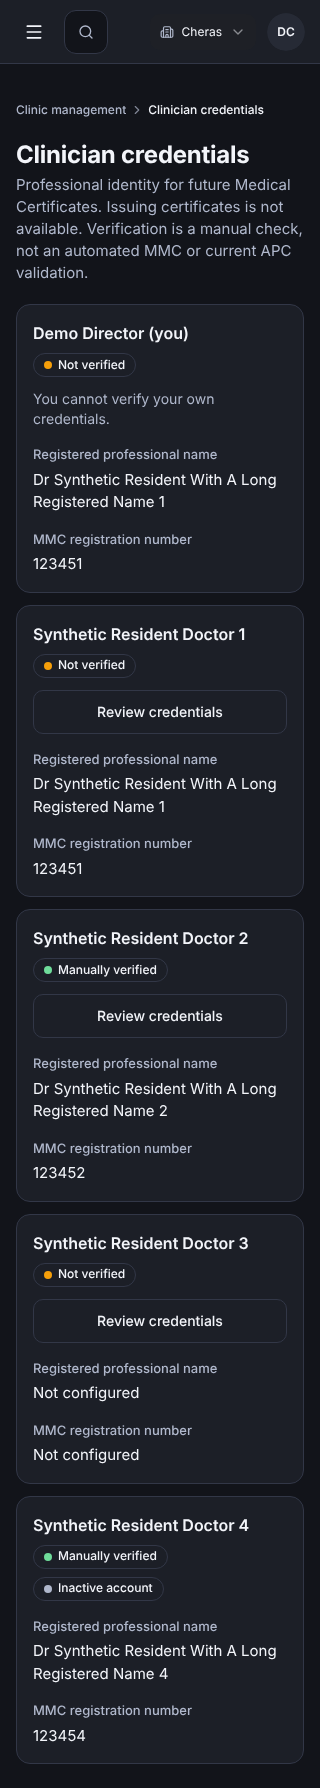 Cheras
DC
Clinic management > Clinician credentials
Clinician credentials
Professional identity for future Medical
Certificates. Issuing certificates is not
available. Verification is a manual check,
not an automated MMC or current APC
validation.
Demo Director (you)
Not verified
You cannot verify your own
credentials.
Registered professional name
Dr Synthetic Resident With A Long
Registered Name 1
MMC registration number
123451
Synthetic Resident Doctor 1
Not verified
Review credentials
Registered professional name
Dr Synthetic Resident With A Long
Registered Name 1
MMC registration number
123451
Synthetic Resident Doctor 2
Manually verified
Review credentials
Registered professional name
Dr Synthetic Resident With A Long
Registered Name 2
MMC registration number
123452
Synthetic Resident Doctor 3
Not verified
Review credentials
Registered professional name
Not configured
MMC registration number
Not configured
Synthetic Resident Doctor 4
Manually verified
Inactive account
Registered professional name
Dr Synthetic Resident With A Long
Registered Name 4
MMC registration number
123454